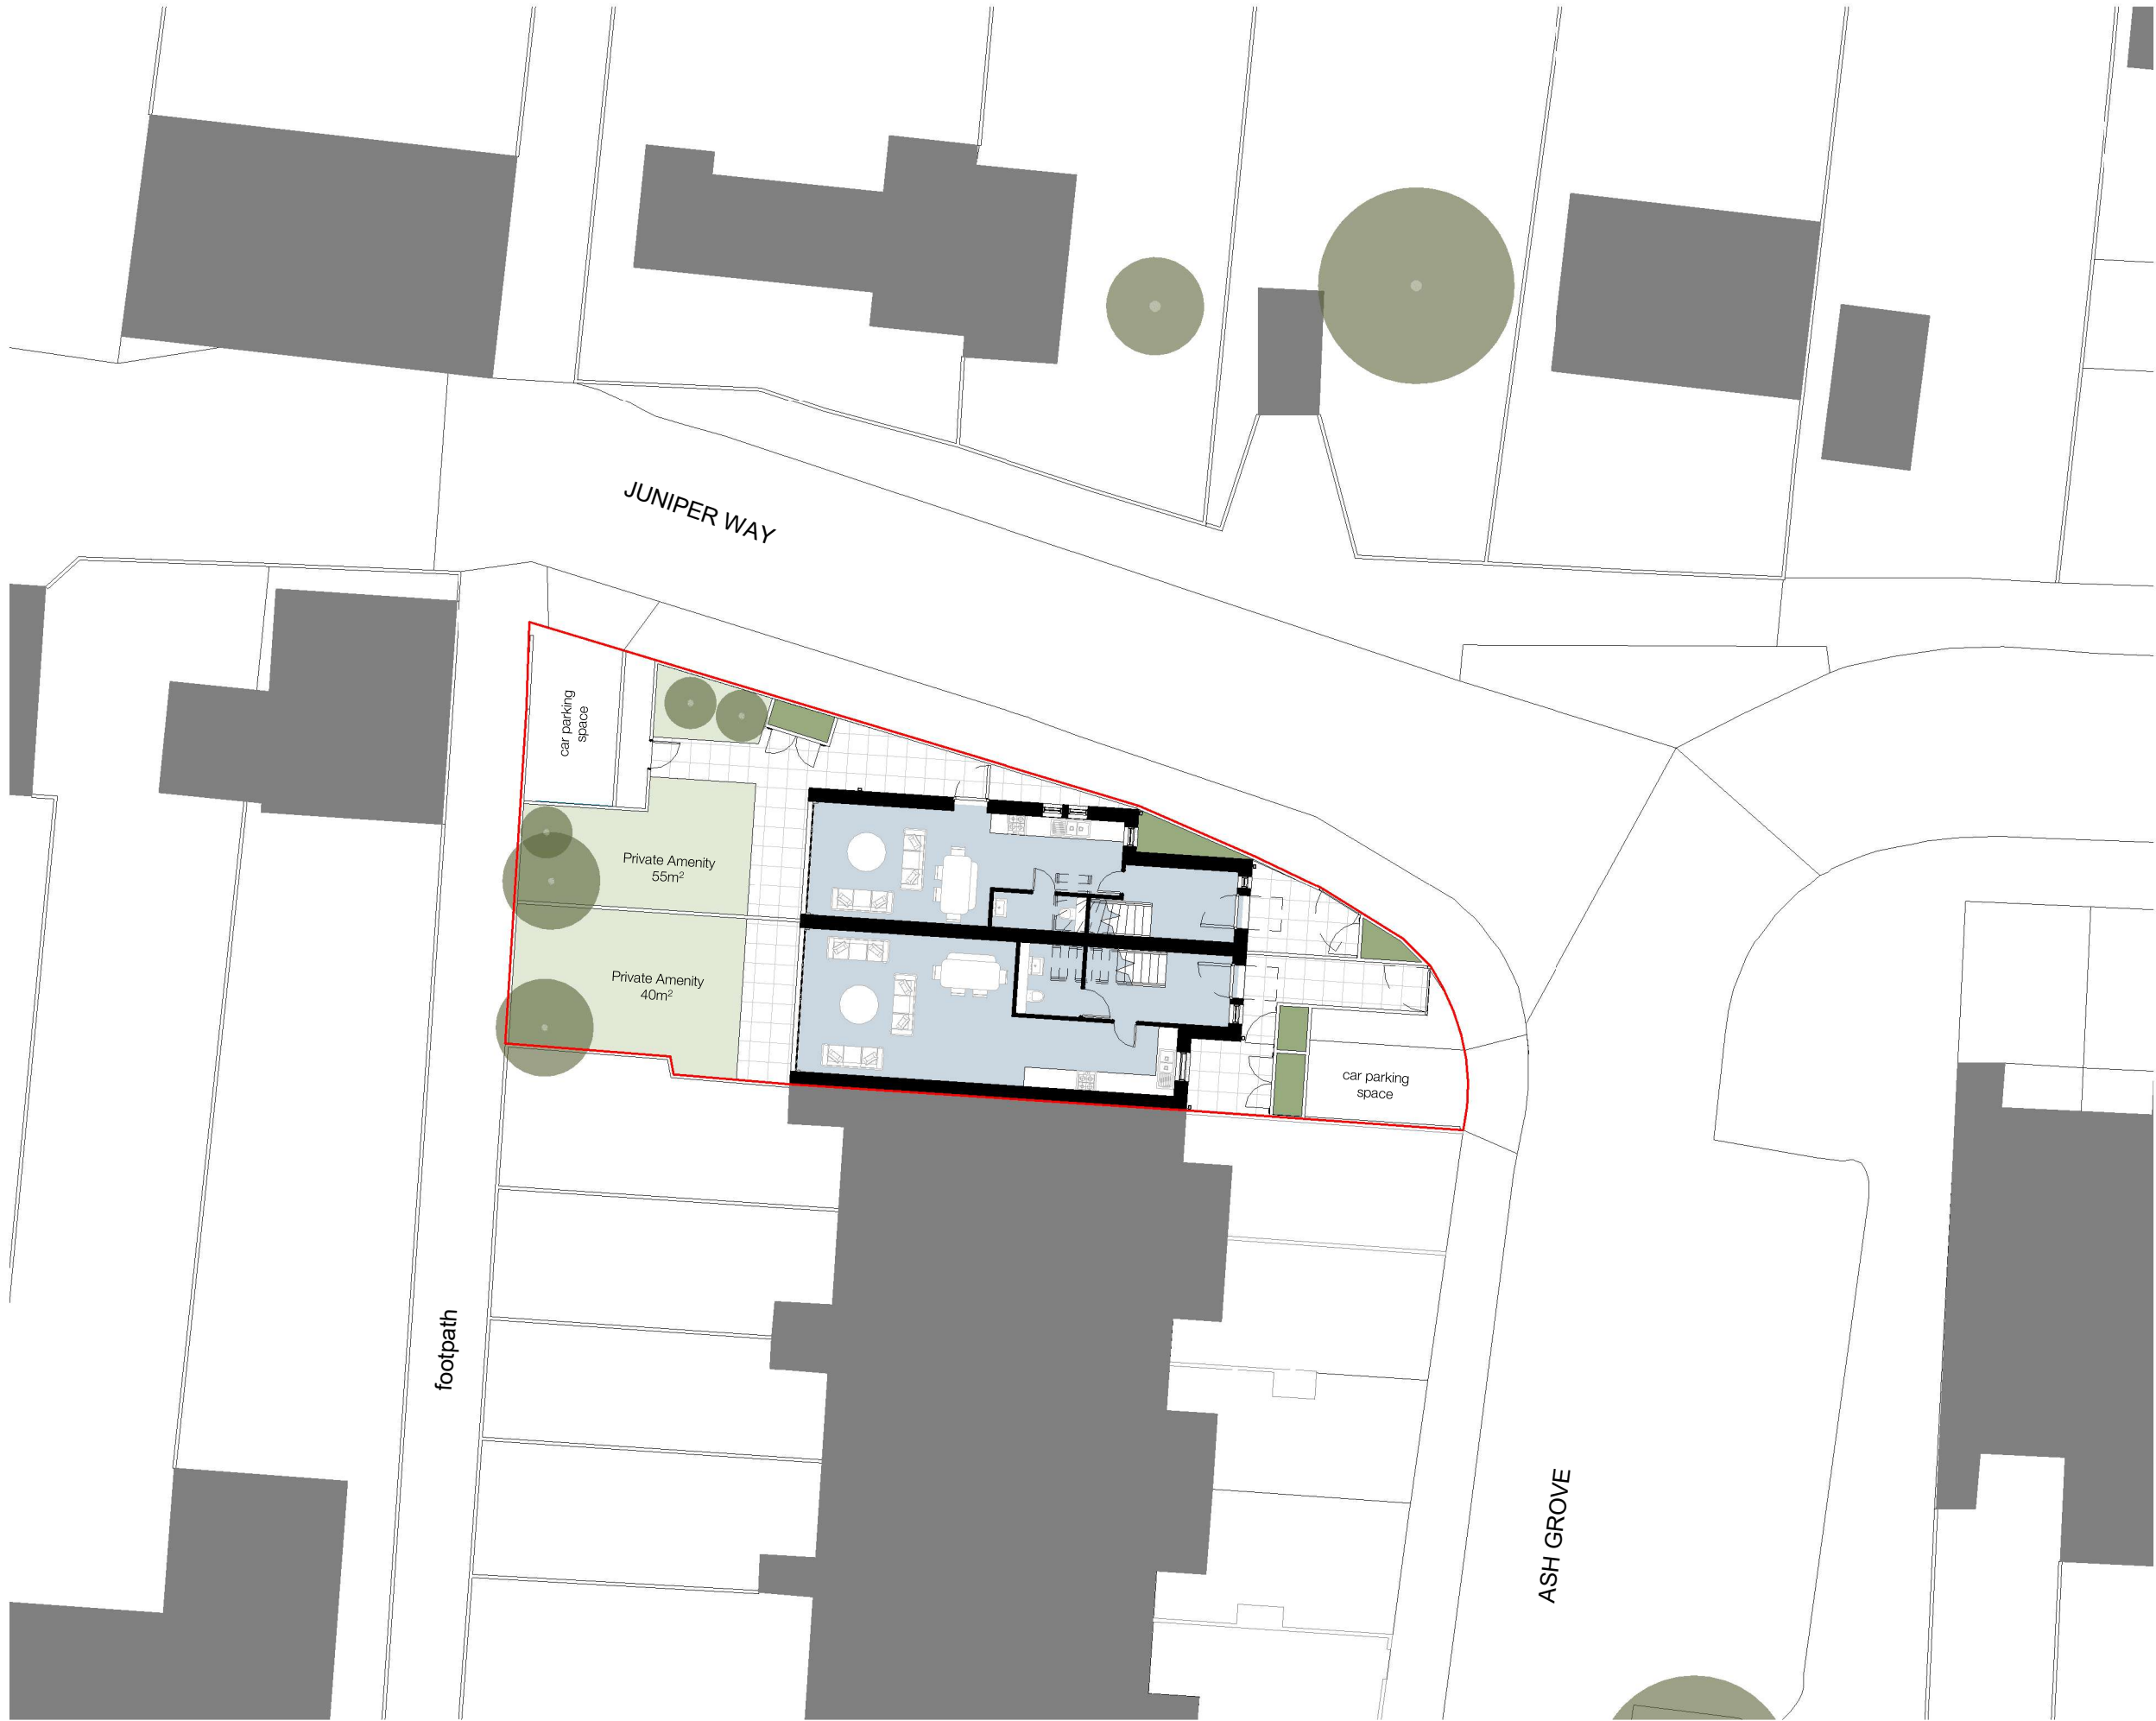 JUNIPER WAY
car parking
space
Private Amenity
55m²
Private Amenity
40m²
car parking
space
footpath
ASH GROVE